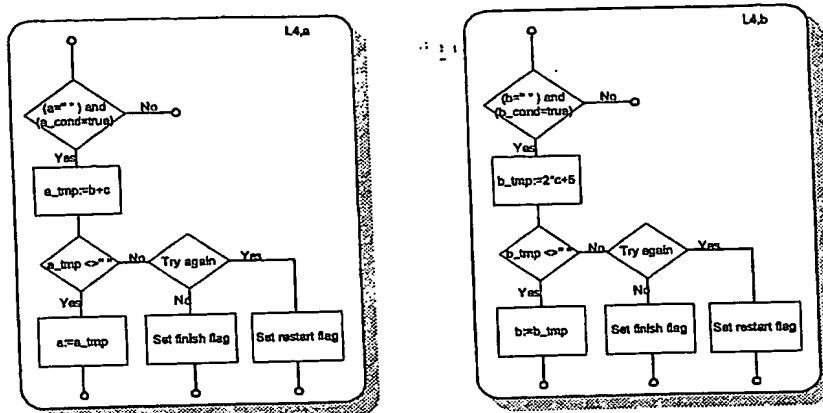 L4,a
(a="") and
(a_cond=true)
No
Yes
a_tmp:=b+c
a_tmp <>""
No
Try again
Yes
Yes
No
a:=a_tmp
Set finish flag
Set restart flag
L4,b
(b="") and
(b_cond=true)
No
Yes
b_tmp:=2*c+5
b_tmp <>""
No
Try again
Yes
Yes
No
b:=b_tmp
Set finish flag
Set restart flag